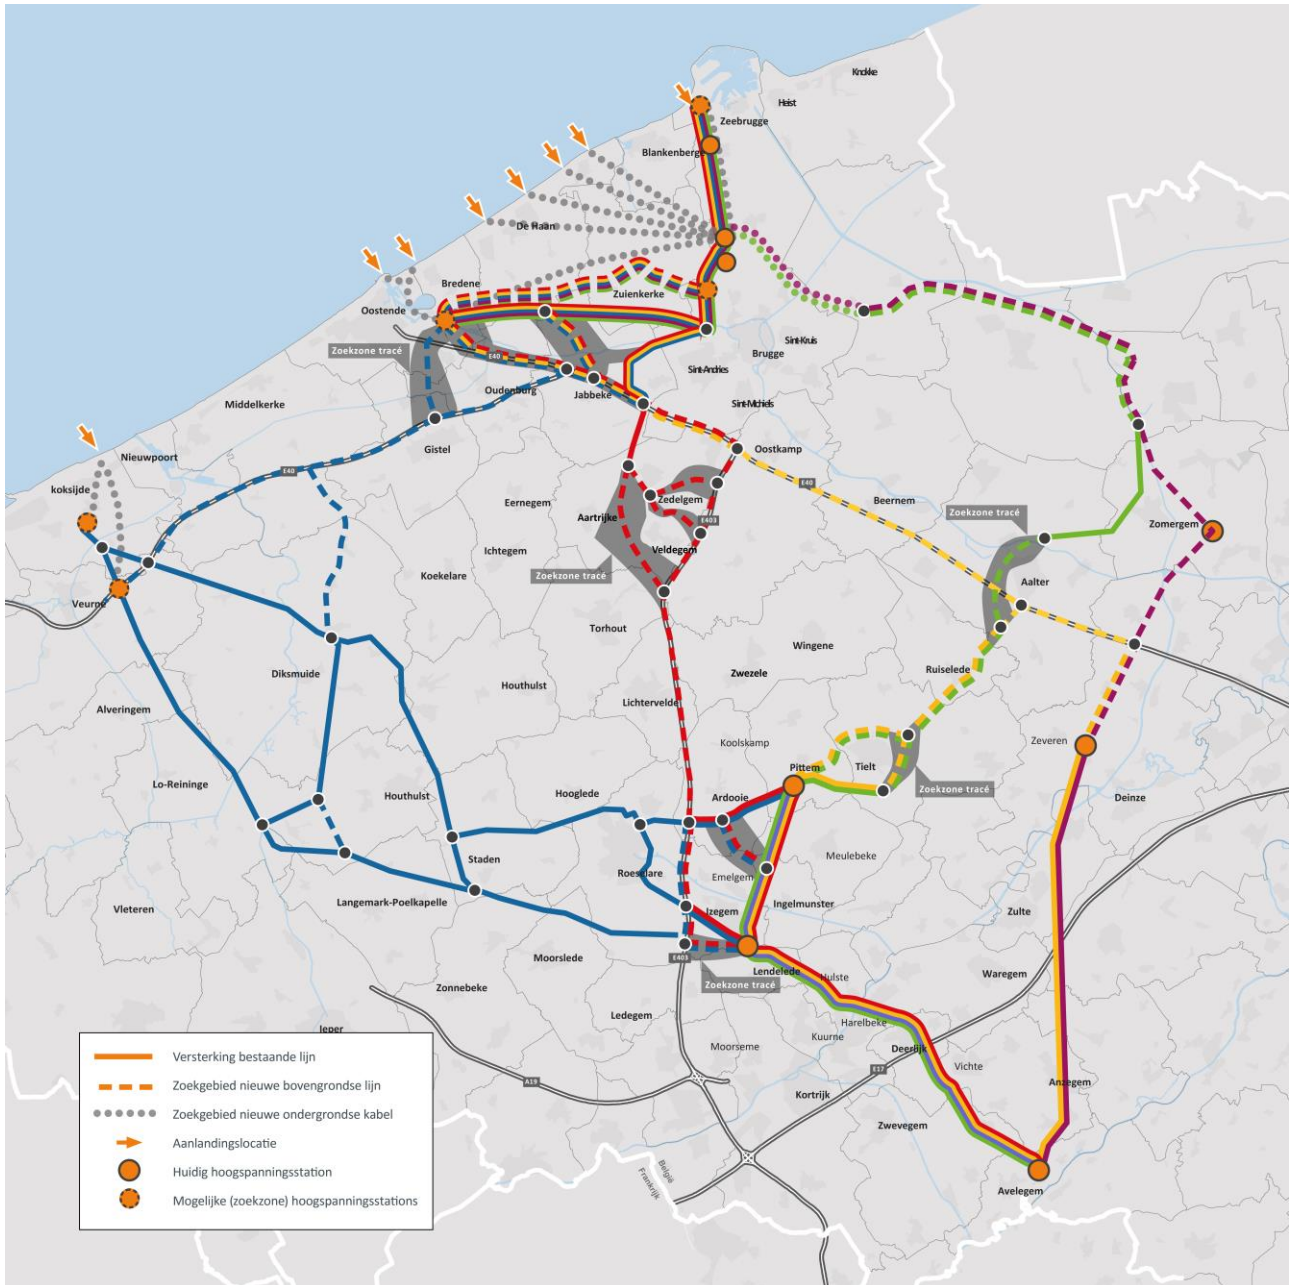 Knokke
Heist
Zeebrugge
Blankenberge
De Haan
Bredene
Zuienkerke
Oostende
Sint-Kruis
Brugge
Zoekzone tracé
E40
Sint-Andries
Oudenburg
Jabbeke
Middelkerke
Sint-Michiels
Gistel
Oostkamp
Nieuwpoort
E40
E40
koksijde
Beernem
Zedelgem
Eernegem
Zoekzone tracé
Aartrijke
E403
Zomergem
Ichtegem
Veldegem
Koekelare
Zoekzone tracé
Aalter
Veurne
Torhout
Wingene
Diksmuide
Zwezele
Ruiselede
Houthulst
Lichtervelde
Alveringem
Koolskamp
Zeveren
Pittem
Tielt
Lo-Reininge
Houthulst
Hooglede
Ardooie
Zoekzone tracé
Deinze
Meulebeke
Staden
Roeselare
Emelgem
Langemark-Poelkapelle
Vleteren
Izegem
Ingelmunster
Zulte
Moorslede
E403
Lendelede
Hulste
Waregem
Zonnebeke
Zoekzone tracé
Ledegem
Harelbeke
Ieper
Kuurne
Moorseme
Deerlijk
Vichte
E17
A19
Anzegem
Kortrijk
Zwevegem
België
Frankrijk
Avelegem
Versterking bestaande lijn
Zoekgebied nieuwe bovengrondse lijn
Zoekgebied nieuwe ondergrondse kabel
Aanlandingslocatie
Huidig hoogspanningsstation
Mogelijke (zoekzone) hoogspanningsstations